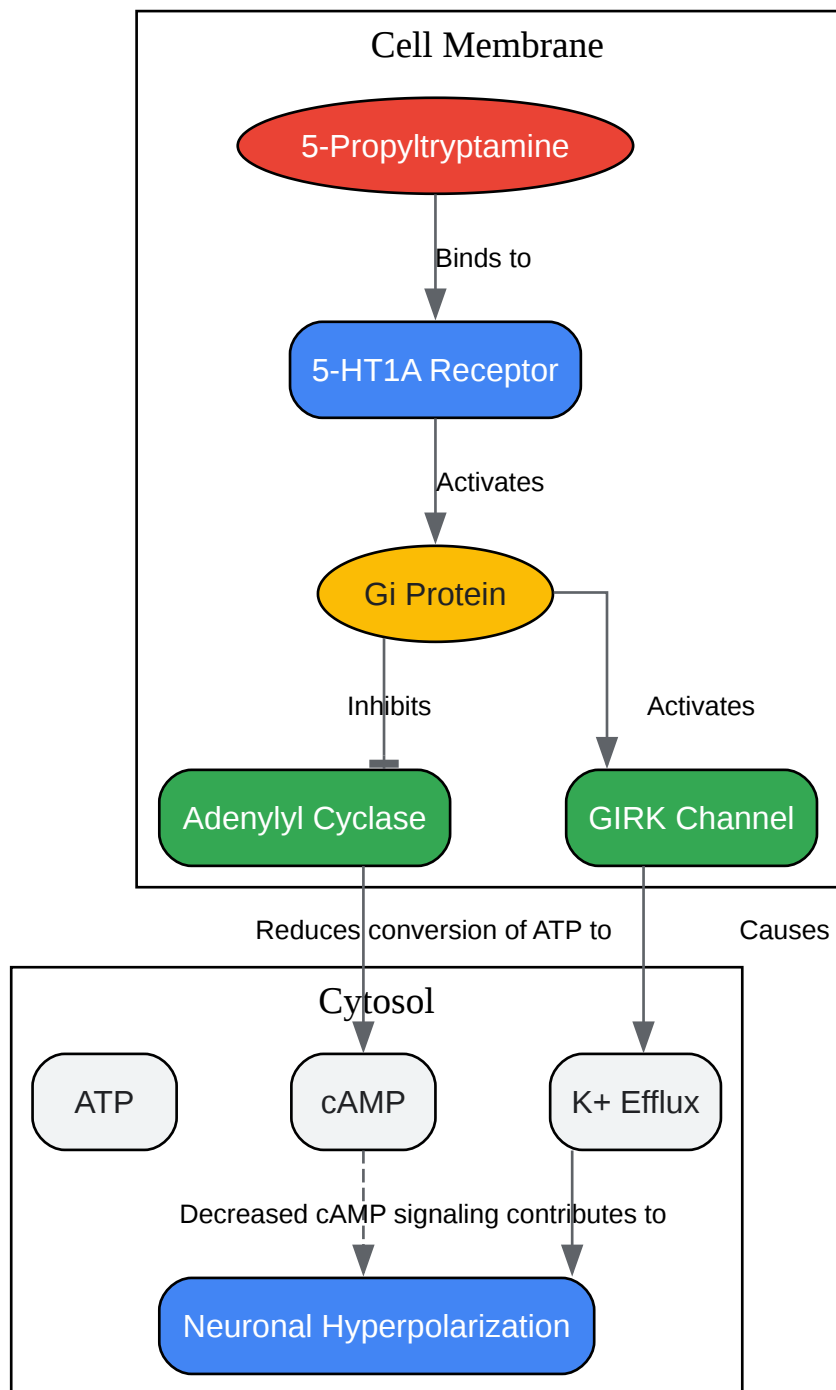 Cell Membrane
5-Propyltryptamine
Binds to
5-HT1A Receptor
Activates
Gi Protein
Inhibits
Activates
Adenylyl Cyclase
GIRK Channel
Reduces conversion of ATP to
Causes
Cytosol
ATP
cAMP
K+ Efflux
Decreased cAMP signaling contributes to
Neuronal Hyperpolarization